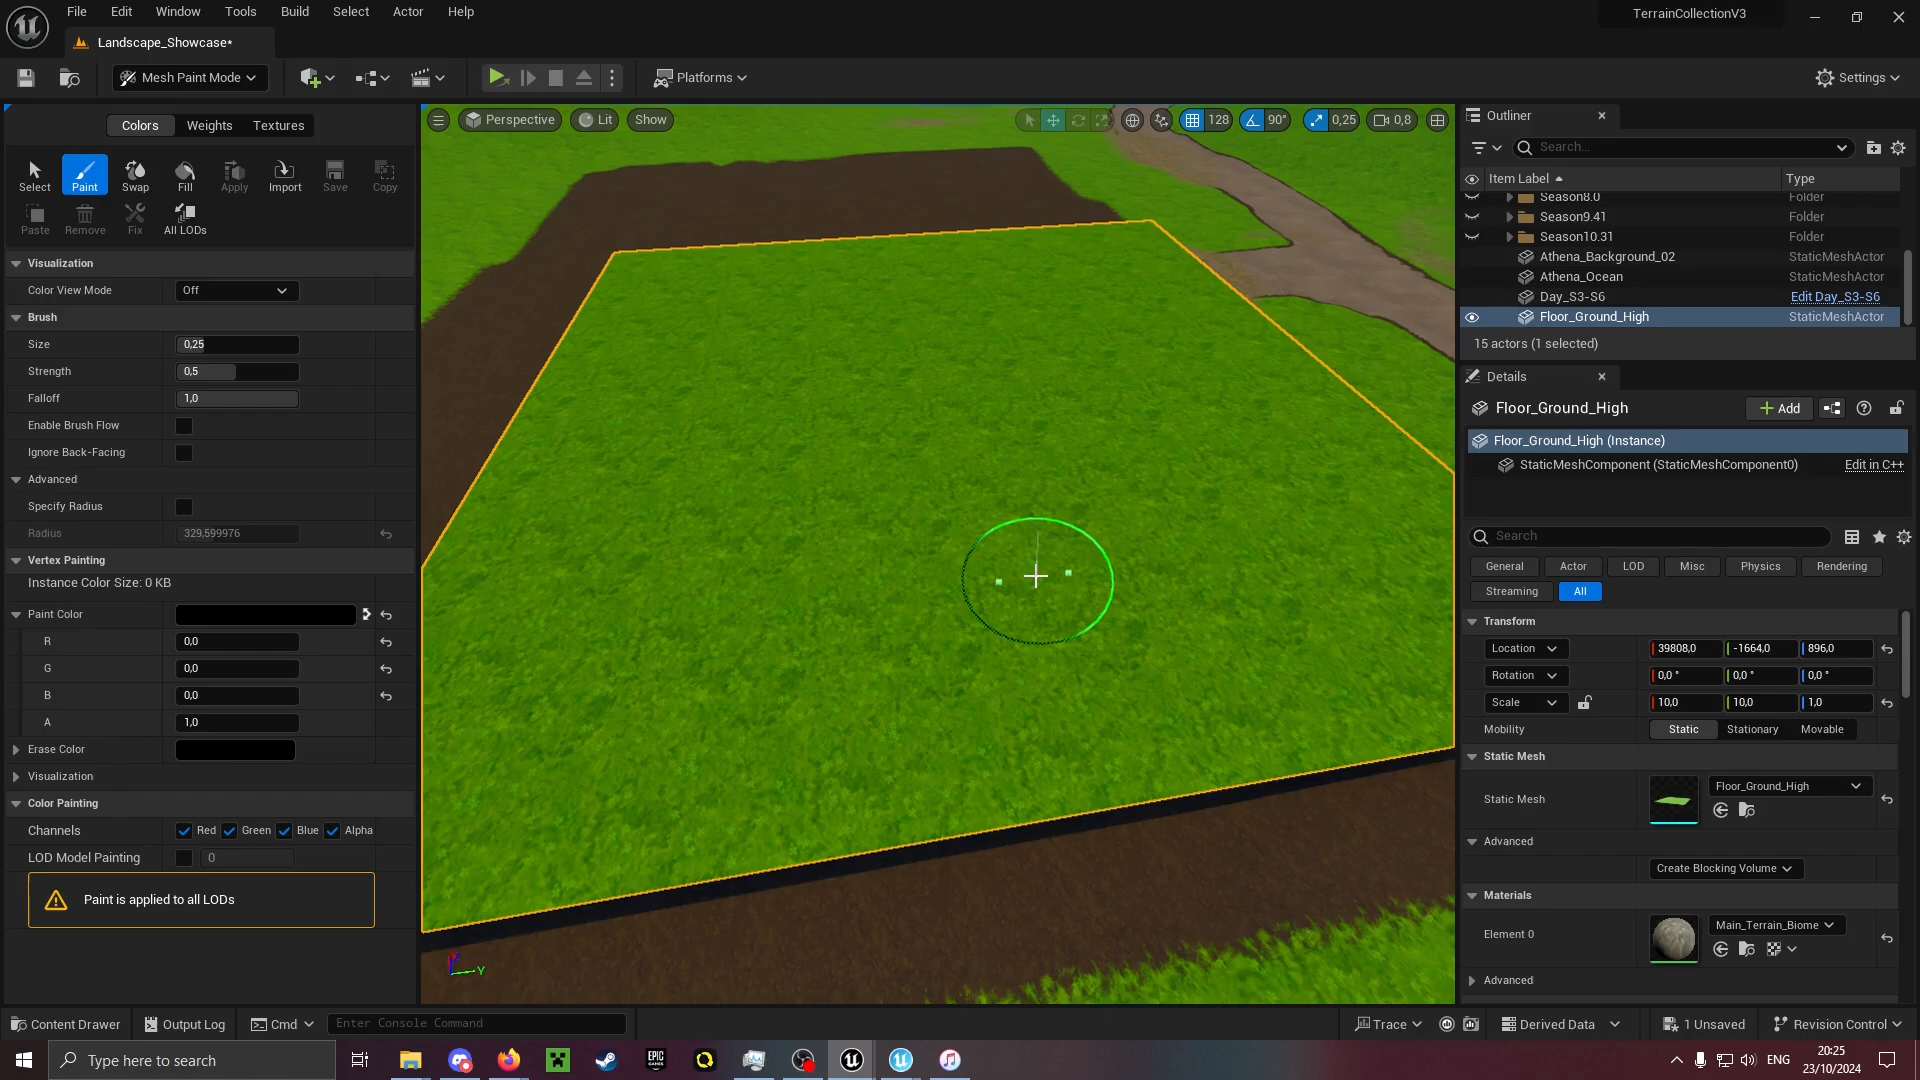 File Edit Window Tools Build Select Actor Help
TerrainCollectionV3
Landscape_Showcase*
Mesh Paint Mode
Platforms
Settings
Colors Weights Textures
Select Paint Swap Fill Apply Import Save Copy
Paste Remove Fix All LODs
Visualization
Color View Mode Off
Brush
Size 0,25
Strength 0,5
Falloff 1,0
Enable Brush Flow
Ignore Back-Facing
Advanced
Specify Radius
Radius 329,599976
Vertex Painting
Instance Color Size: 0 KB
Paint Color
R 0,0
G 0,0
B 0,0
A 1,0
Erase Color
Visualization
Color Painting
Channels Red Green Blue Alpha
LOD Model Painting 0
Paint is applied to all LODs
Perspective Lit Show
128 90° 0,25 0,8
Z
Y
Outliner
Search...
Item Label Type
Season8.0 Folder
Season9.41 Folder
Season10.31 Folder
Athena_Background_02 StaticMeshActor
Athena_Ocean StaticMeshActor
Day_S3-S6 Edit Day_S3-S6
Floor_Ground_High StaticMeshActor
15 actors (1 selected)
Details
Floor_Ground_High
Add
Floor_Ground_High (Instance)
StaticMeshComponent (StaticMeshComponent0) Edit in C++
Search
General Actor LOD Misc Physics Rendering
Streaming All
Transform
Location 39808,0 -1664,0 896,0
Rotation 0,0 ° 0,0 ° 0,0 °
Scale 10,0 10,0 1,0
Mobility Static Stationary Movable
Static Mesh
Static Mesh Floor_Ground_High
Advanced
Create Blocking Volume
Materials
Element 0 Main_Terrain_Biome
Advanced
Content Drawer Output Log Cmd Enter Console Command
Trace Derived Data 1 Unsaved Revision Control
Type here to search
EPIC GAMES
ENG
20:25
23/10/2024